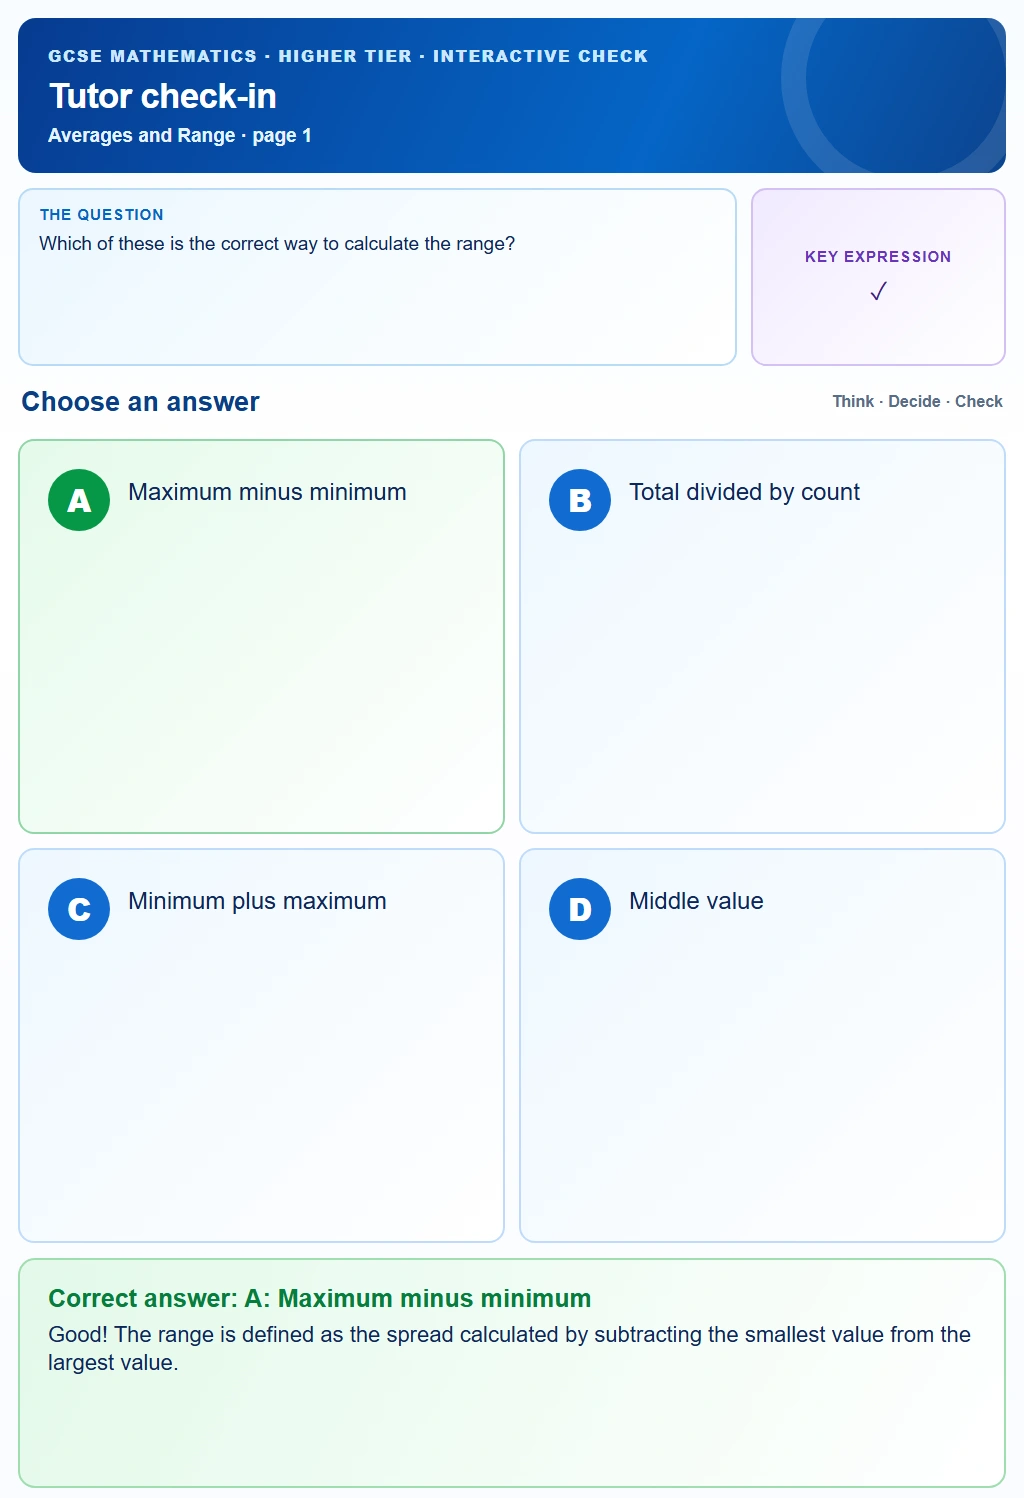 GCSE MATHEMATICS · HIGHER TIER · INTERACTIVE CHECK
Tutor check-in
Averages and Range · page 1
THE QUESTION
Which of these is the correct way to calculate the range?
KEY EXPRESSION
✓
Choose an answer
Think · Decide · Check
A Maximum minus minimum
B Total divided by count
C Minimum plus maximum
D Middle value
Correct answer: A: Maximum minus minimum
Good! The range is defined as the spread calculated by subtracting the smallest value from the
largest value.